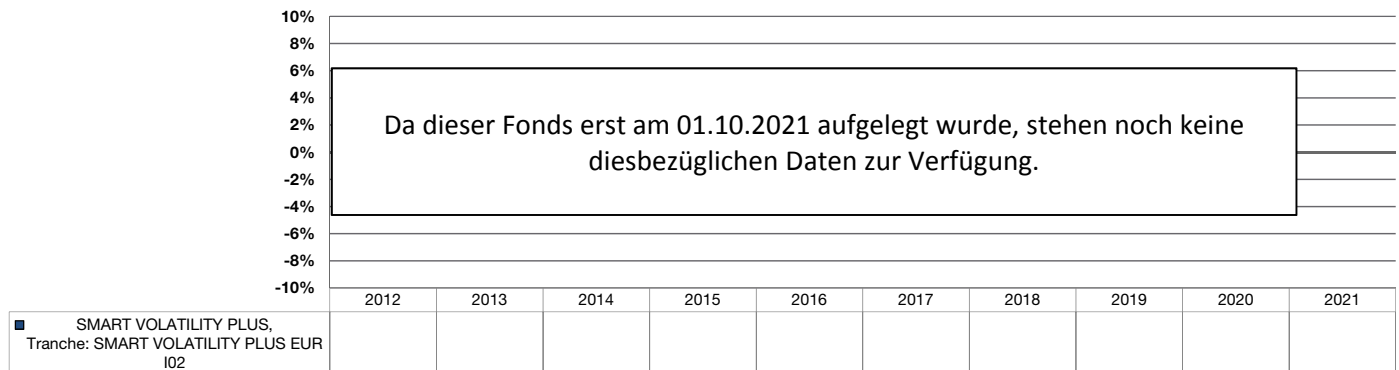 10%
8%
6%
4%
2%
0%
-2%
-4%
-6%
-8%
-10%
Da dieser Fonds erst am 01.10.2021 aufgelegt wurde, stehen noch keine
diesbezüglichen Daten zur Verfügung.
2012 2013 2014 2015 2016 2017 2018 2019 2020 2021
SMART VOLATILITY PLUS,
Tranche: SMART VOLATILITY PLUS EUR
I02